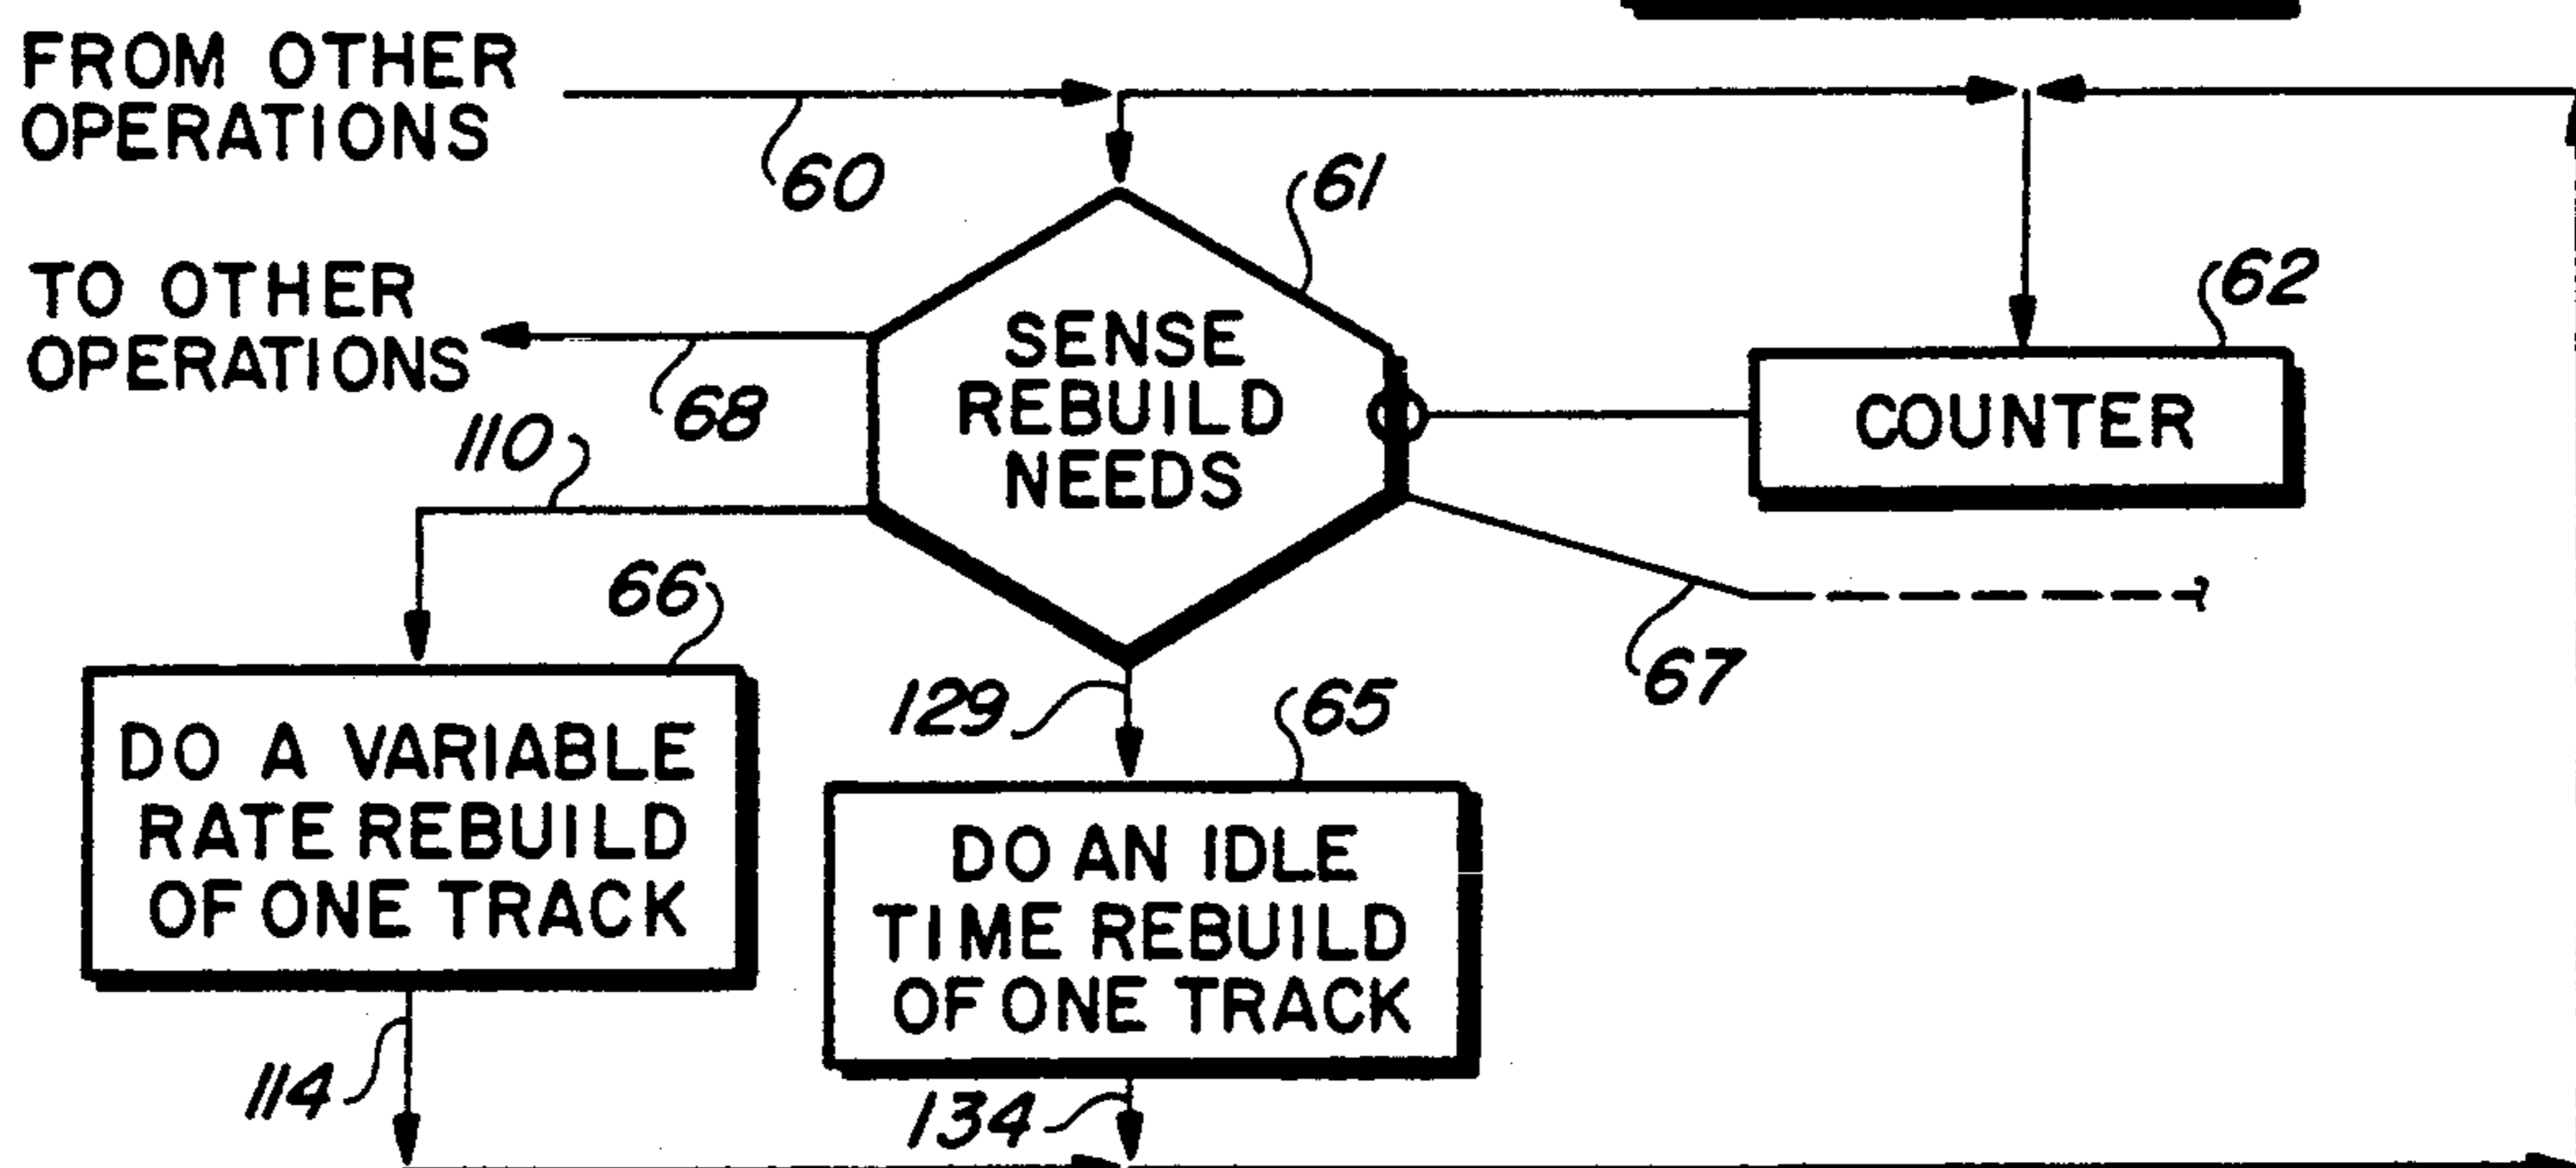 FROM OTHER
OPERATIONS
60
61
TO OTHER
OPERATIONS
68
62
SENSE
REBUILD
NEEDS
COUNTER
110
66
67
129
65
DO A VARIABLE
RATE REBUILD
OF ONE TRACK
DO AN IDLE
TIME REBUILD
OF ONE TRACK
114
134